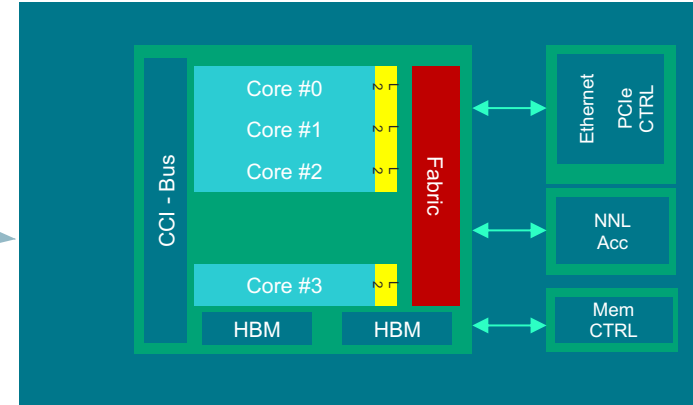 CCI - Bus
Core #0
L2
Core #1
L2
Core #2
L2
Core #3
L2
HBM
HBM
Fabric
Ethernet
PCIe
CTRL
NNL
Acc
Mem
CTRL